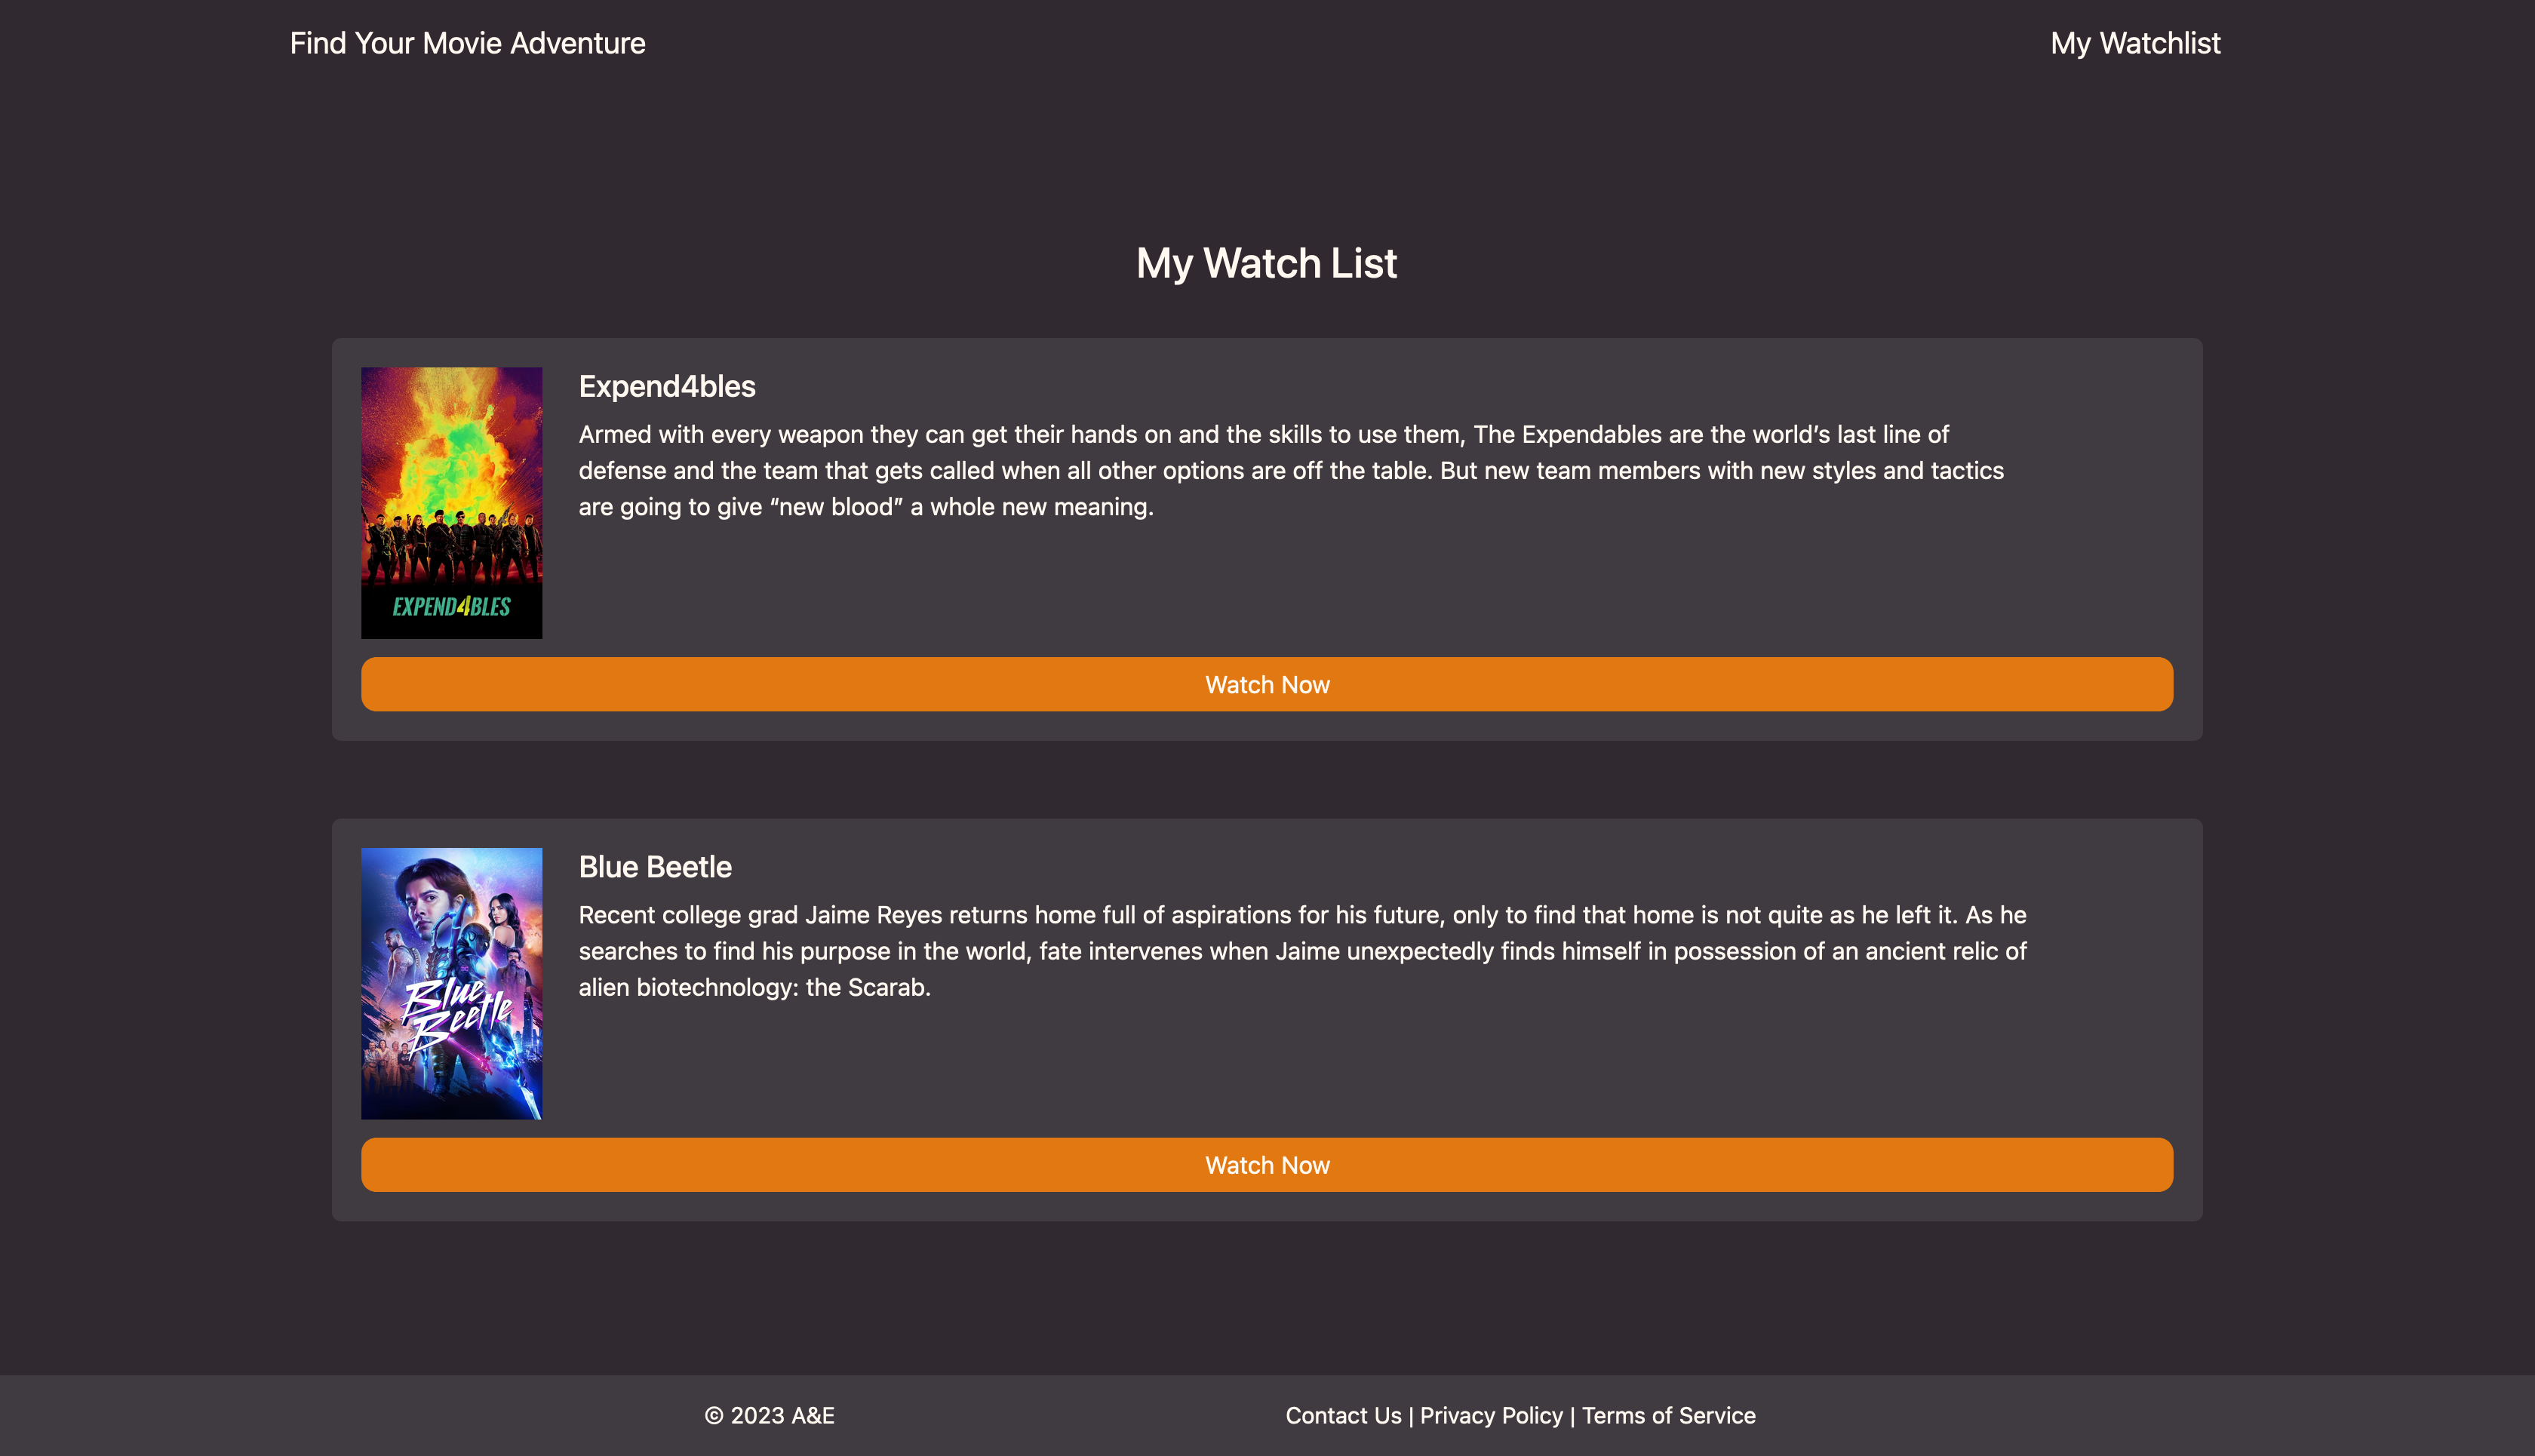 Find Your Movie Adventure
My Watchlist
My Watch List
Expend4bles
Armed with every weapon they can get their hands on and the skills to use them, The Expendables are the world’s last line of
defense and the team that gets called when all other options are off the table. But new team members with new styles and tactics
are going to give “new blood” a whole new meaning.
EXPEND4BLES
Watch Now
Blue Beetle
Recent college grad Jaime Reyes returns home full of aspirations for his future, only to find that home is not quite as he left it. As he
searches to find his purpose in the world, fate intervenes when Jaime unexpectedly finds himself in possession of an ancient relic of
alien biotechnology: the Scarab.
Blue
Beetle
Watch Now
© 2023 A&E
Contact Us | Privacy Policy | Terms of Service